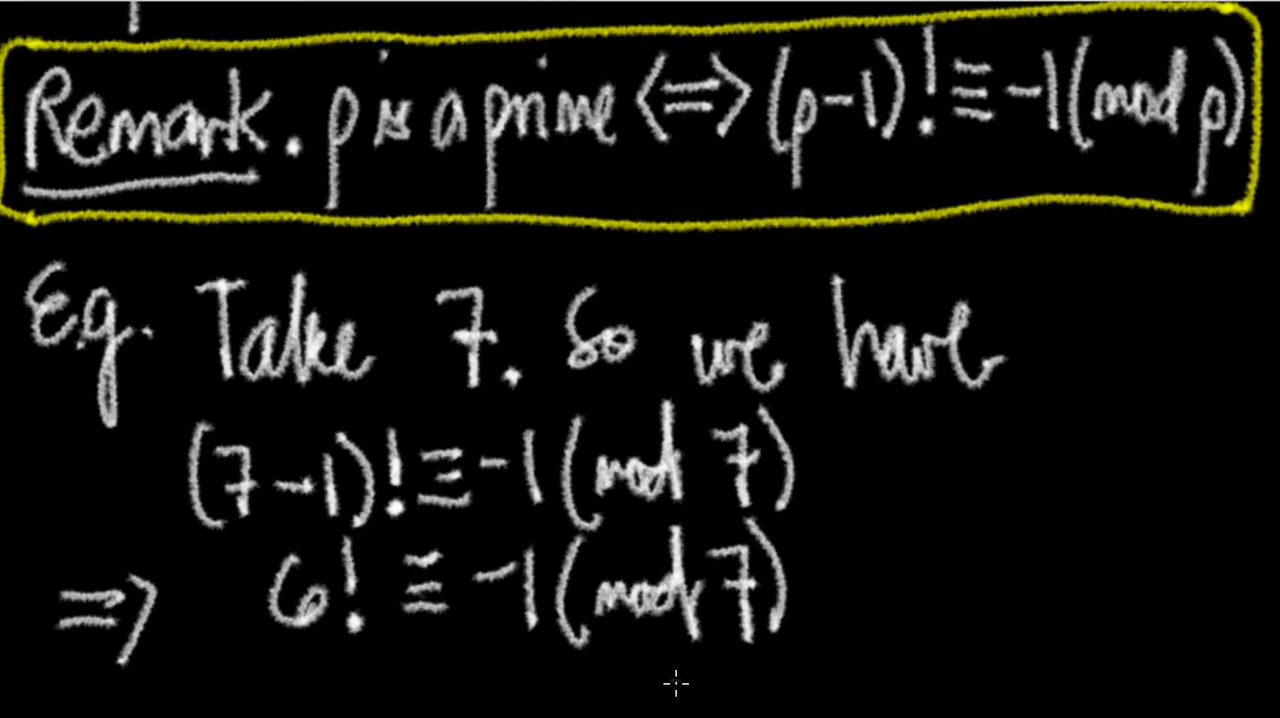 Remark. p is a prime <=> (p-1)! ≡ -1 (mod p)
E.g. Take 7. So we have
(7-1)! ≡ -1 (mod 7)
=> 6! ≡ -1 (mod 7)